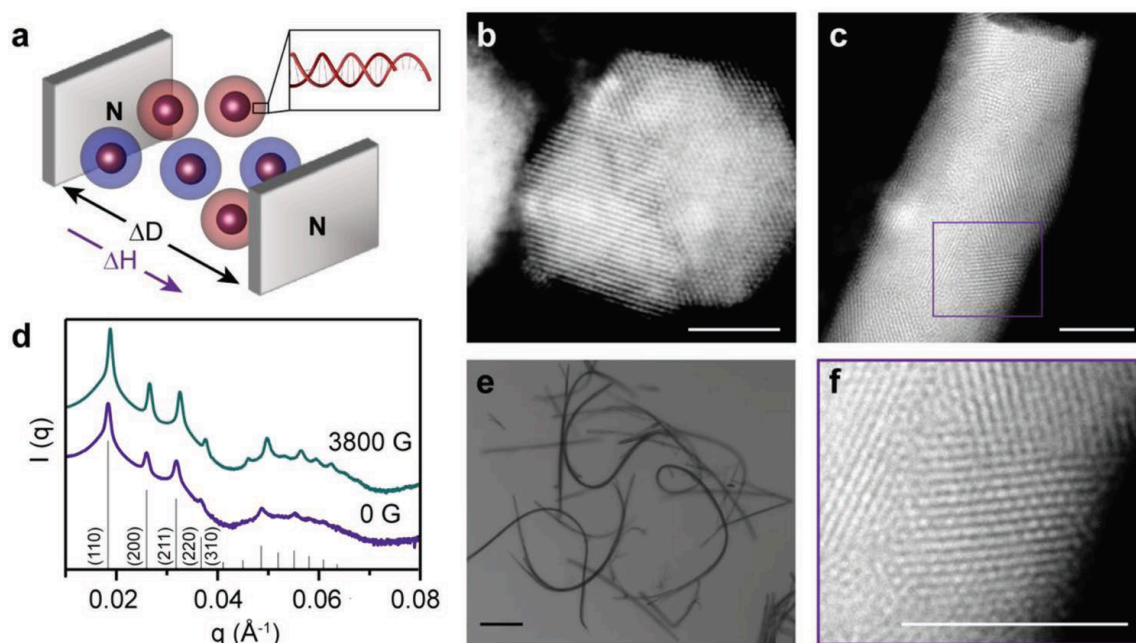 a
N
N
ΔD
ΔH
b
c
d
I (q)
3800 G
0 G
(110)
(200)
(211)
(220)
(310)
0.02
0.04
0.06
0.08
q (Å⁻¹)
e
f